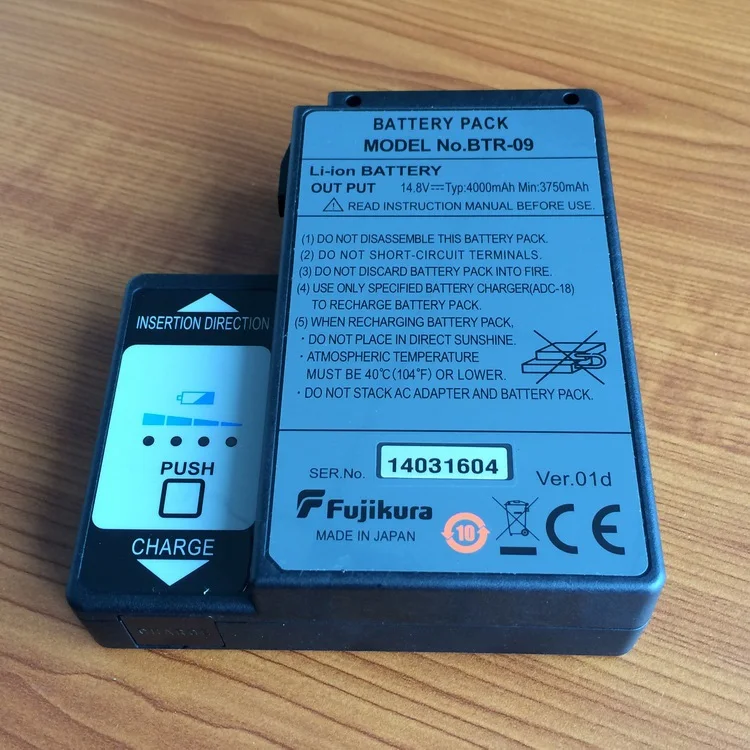 BATTERY PACK
MODEL No.BTR-09
Li-ion BATTERY
OUT PUT 14.8V⎓Typ:4000mAh Min:3750mAh
⚠ READ INSTRUCTION MANUAL BEFORE USE.
(1) DO NOT DISASSEMBLE THIS BATTERY PACK.
(2) DO NOT SHORT-CIRCUIT TERMINALS.
(3) DO NOT DISCARD BATTERY PACK INTO FIRE.
(4) USE ONLY SPECIFIED BATTERY CHARGER(ADC-18)
TO RECHARGE BATTERY PACK.
(5) WHEN RECHARGING BATTERY PACK,
・DO NOT PLACE IN DIRECT SUNSHINE.
・ATMOSPHERIC TEMPERATURE
MUST BE 40℃(104°F) OR LOWER.
・DO NOT STACK AC ADAPTER AND BATTERY PACK.
SER.No. 14031604 Ver.01d
Fujikura
MADE IN JAPAN
10
CE
INSERTION DIRECTION
PUSH
CHARGE
CHARGE